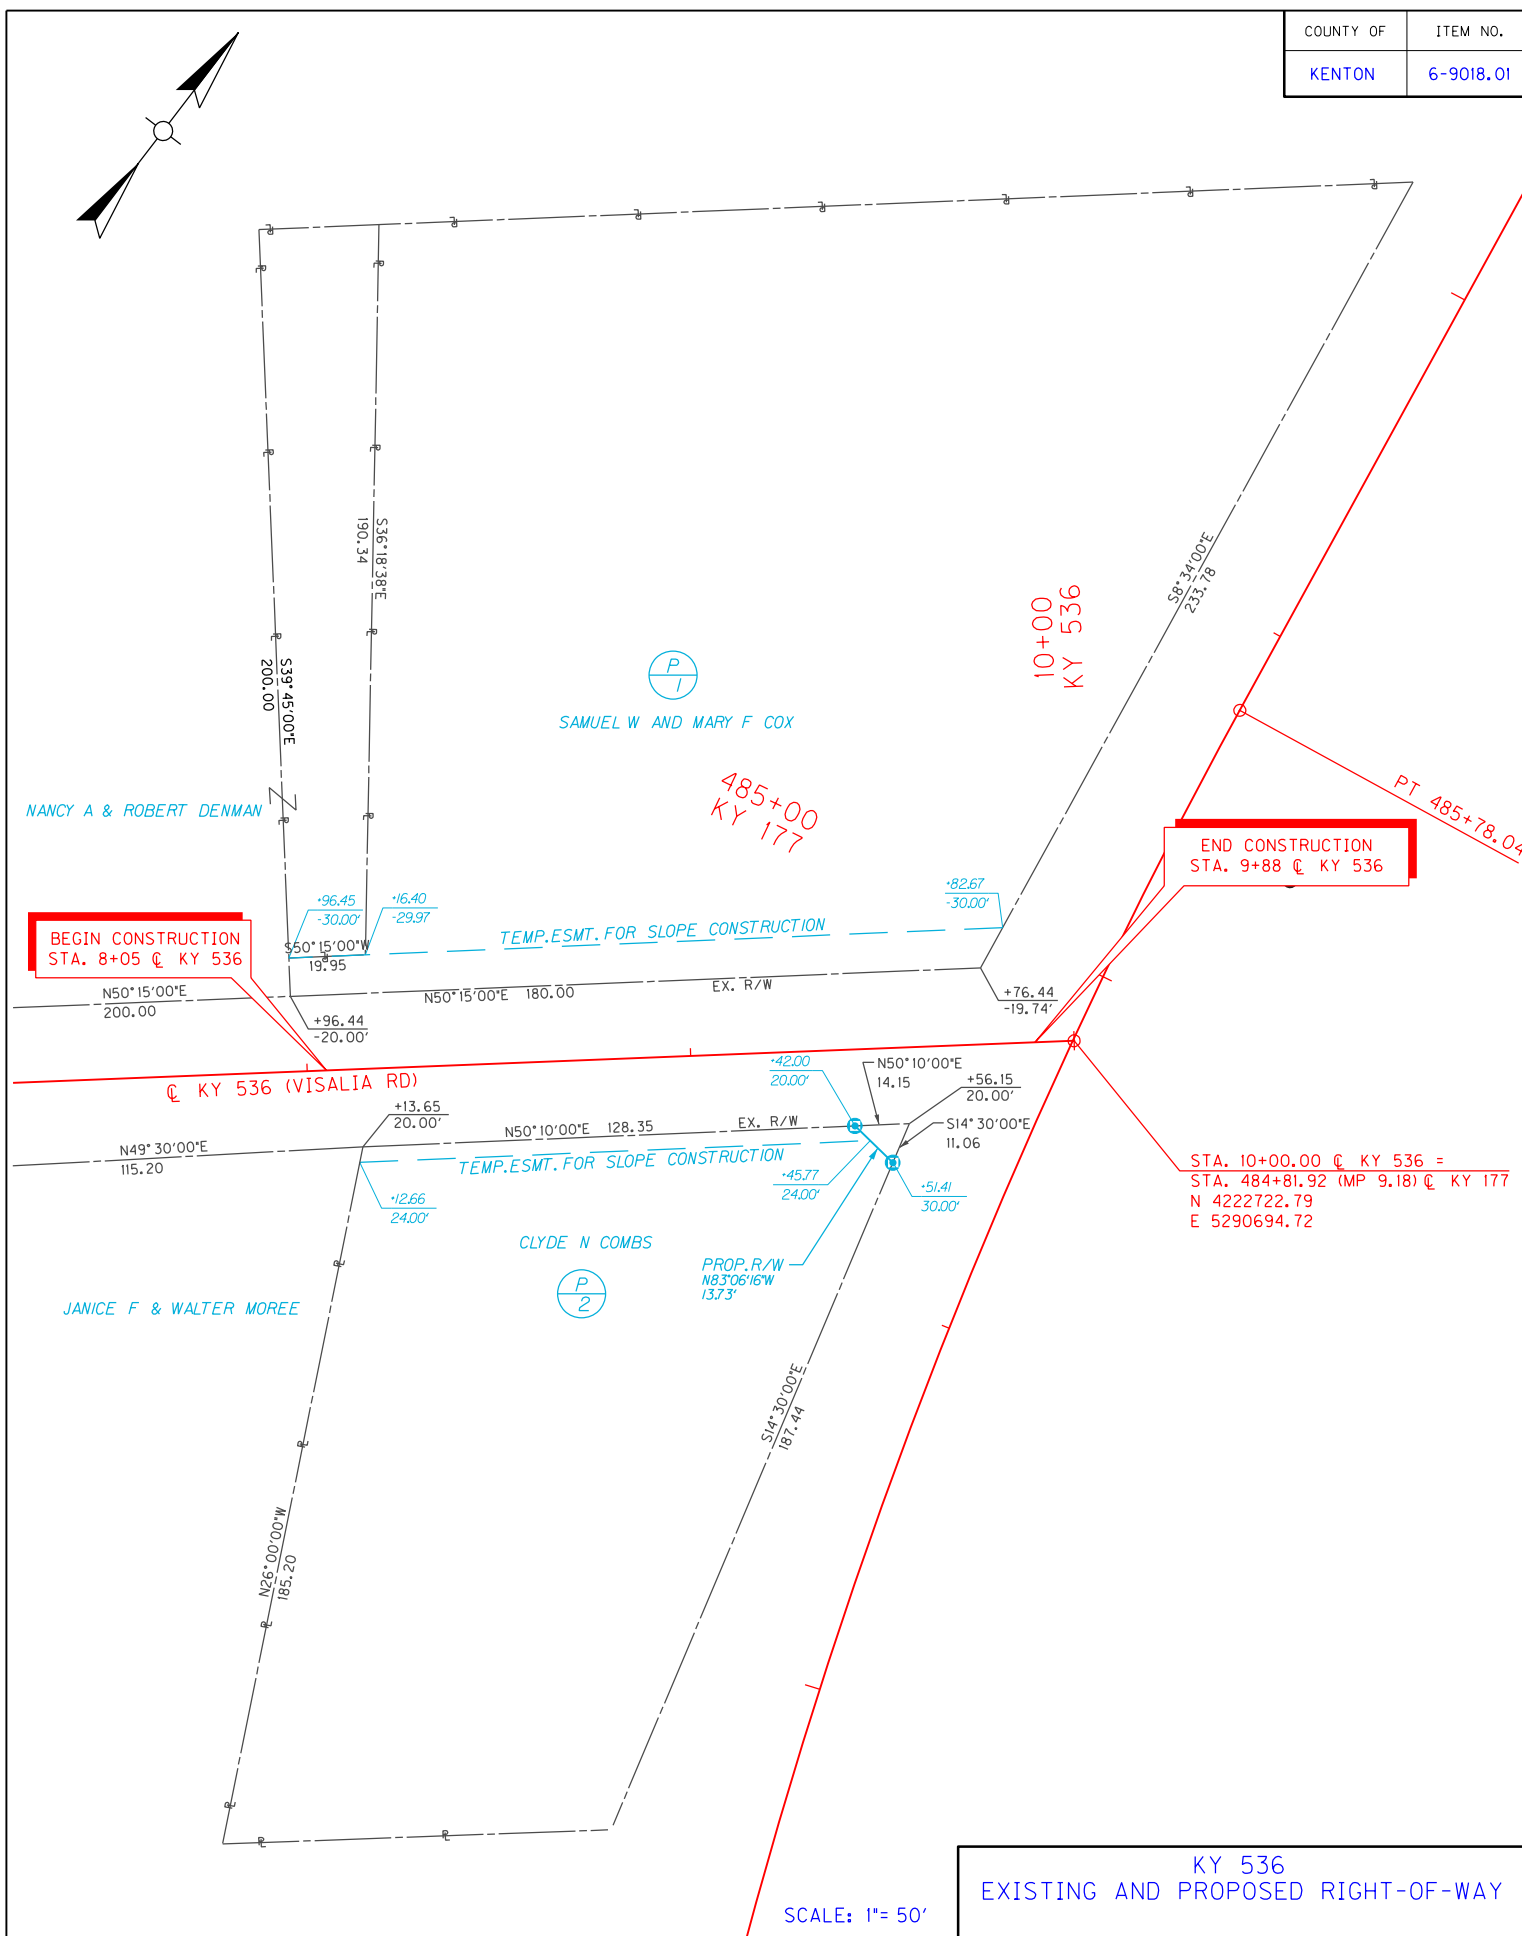 COUNTY OF
ITEM NO.
KENTON
6-9018.01
S36°18'38"E
190.34
S8°34'00"E
233.78
10+00
KY 536
P
1
SAMUEL W AND MARY F COX
S39°45'00"E
200.00
485+00
KY 177
NANCY A & ROBERT DENMAN
PT 485+78.04
END CONSTRUCTION
STA. 9+88 ℄ KY 536
+96.45
-30.00'
+16.40
-29.97
+82.67
-30.00'
TEMP. ESMT. FOR SLOPE CONSTRUCTION
BEGIN CONSTRUCTION
STA. 8+05 ℄ KY 536
S50°15'00"W
19.95
N50°15'00"E
200.00
N50°15'00"E 180.00
EX. R/W
+76.44
-19.74'
+96.44
-20.00'
℄ KY 536 (VISALIA RD)
+42.00
20.00'
N50°10'00"E
14.15
+56.15
20.00'
+13.65
20.00'
N50°10'00"E 128.35
EX. R/W
S14°30'00"E
11.06
N49°30'00"E
115.20
TEMP. ESMT. FOR SLOPE CONSTRUCTION
+45.77
24.00'
+51.41
30.00'
+12.66
24.00'
STA. 10+00.00 ℄ KY 536 =
STA. 484+81.92 (MP 9.18) ℄ KY 177
N 4222722.79
E 5290694.72
CLYDE N COMBS
P
2
PROP. R/W
N83°06'16"W
13.73'
JANICE F & WALTER MOREE
S14°30'00"E
187.44
N26°00'00"W
185.20
KY 536
EXISTING AND PROPOSED RIGHT-OF-WAY
SCALE: 1"= 50'